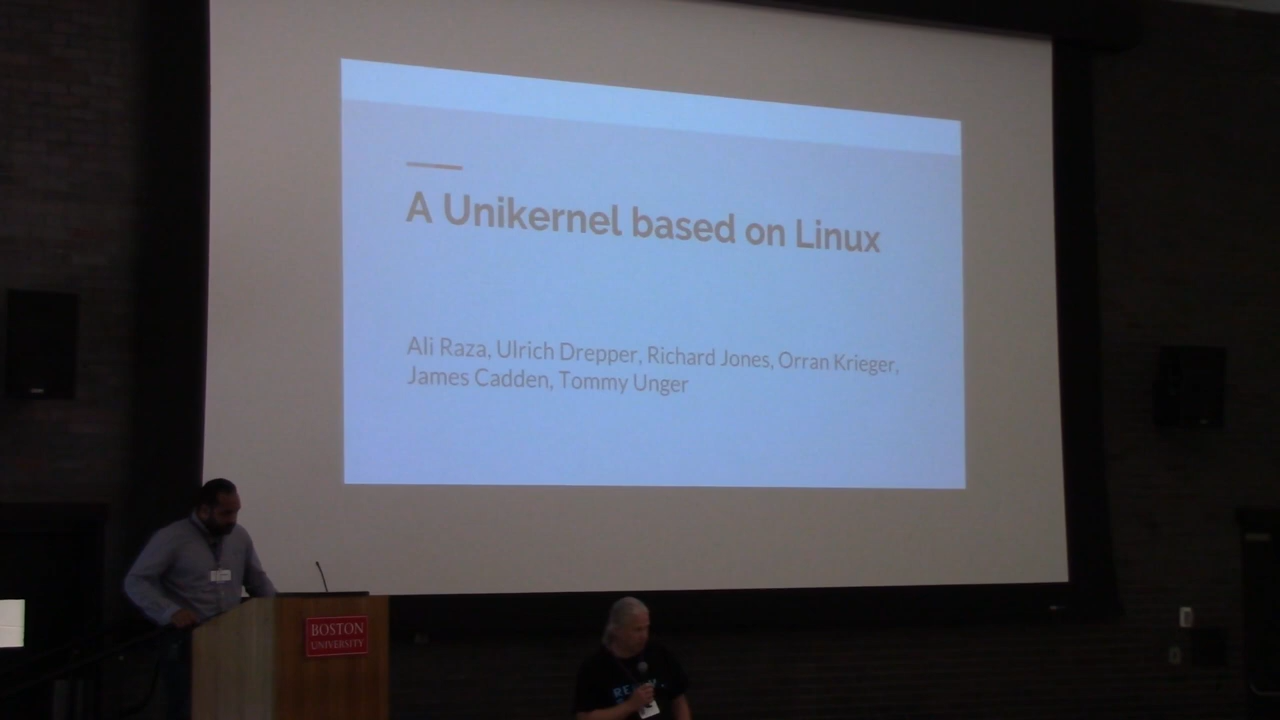 A Unikernel based on Linux
Ali Raza, Ulrich Drepper, Richard Jones, Orran Krieger,
James Cadden, Tommy Unger
BOSTON
UNIVERSITY